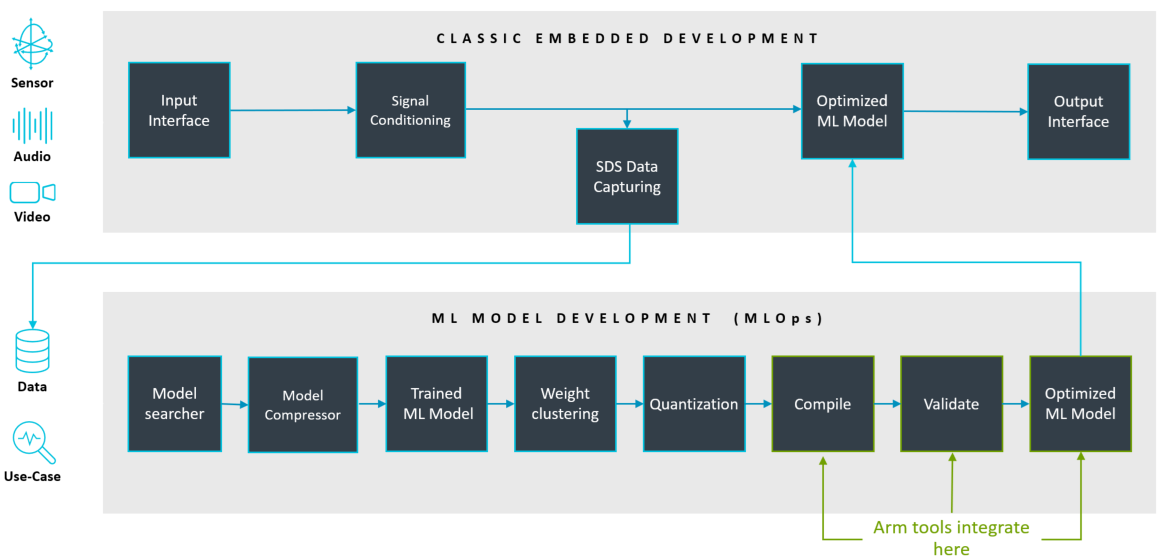 CLASSIC EMBEDDED DEVELOPMENT
Sensor
Audio
Video
Input
Interface
Signal
Conditioning
SDS Data
Capturing
Optimized
ML Model
Output
Interface
ML MODEL DEVELOPMENT (MLOps)
Data
Use-Case
Model
searcher
Model
Compressor
Trained
ML Model
Weight
clustering
Quantization
Compile
Validate
Optimized
ML Model
Arm tools integrate
here